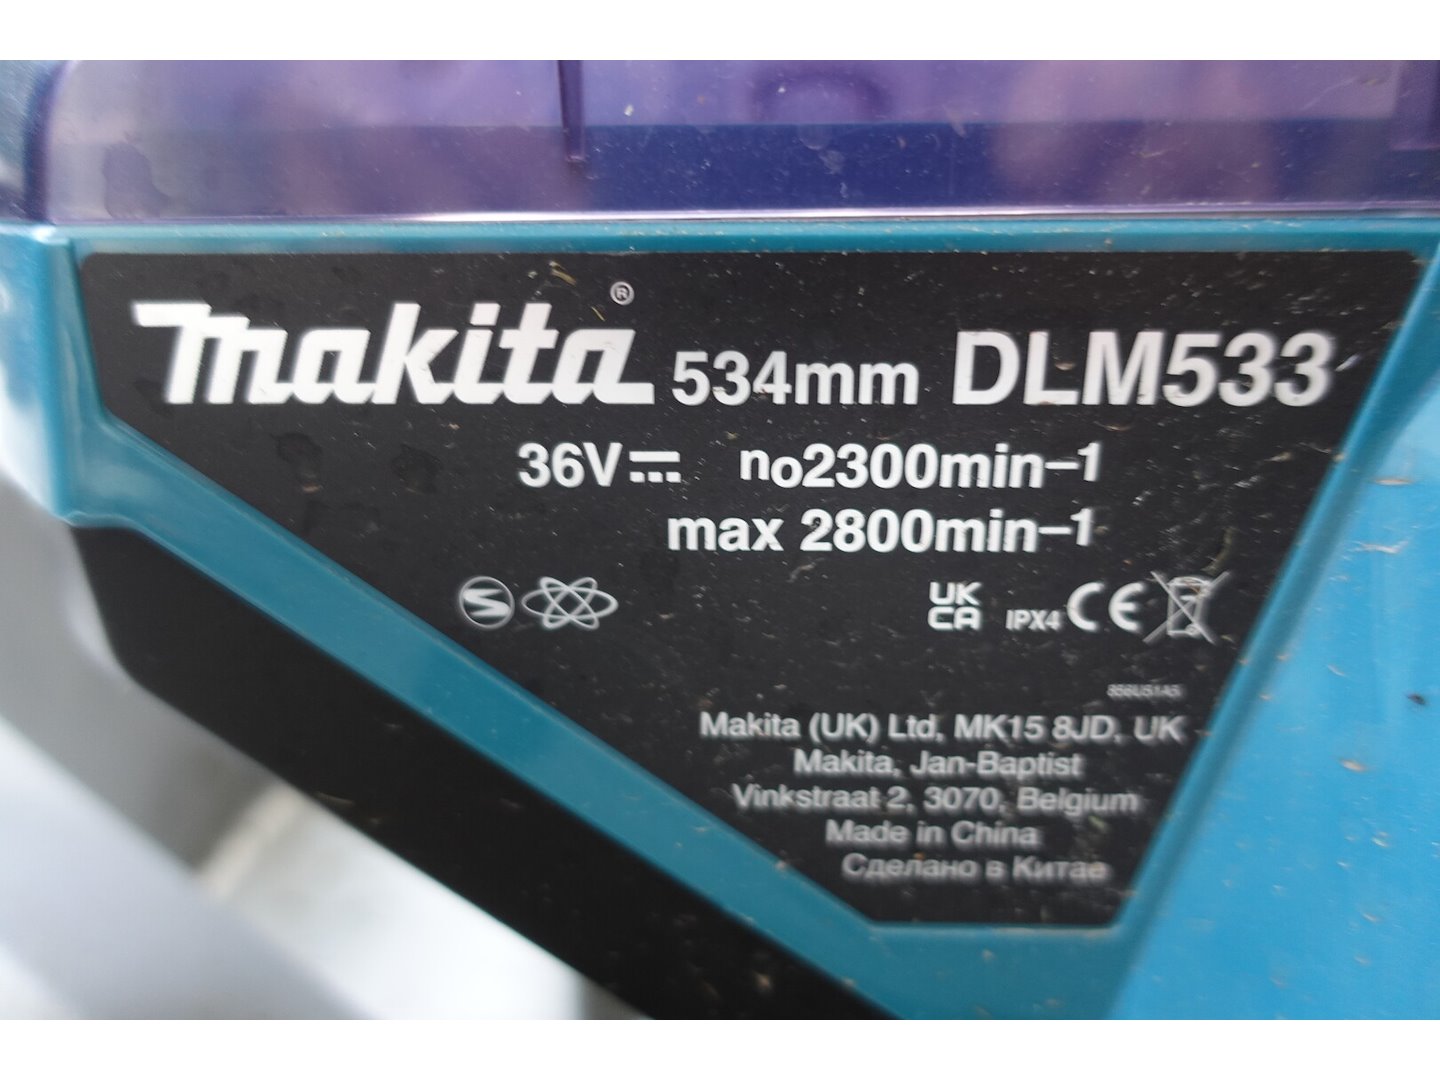 makita® 534mm DLM533
36V⎓ no2300min-1
max 2800min-1
UK
CA IPX4 CE
Makita (UK) Ltd, MK15 8JD, UK
Makita, Jan-Baptist
Vinkstraat 2, 3070, Belgium
Made in China
Сделано в Китае